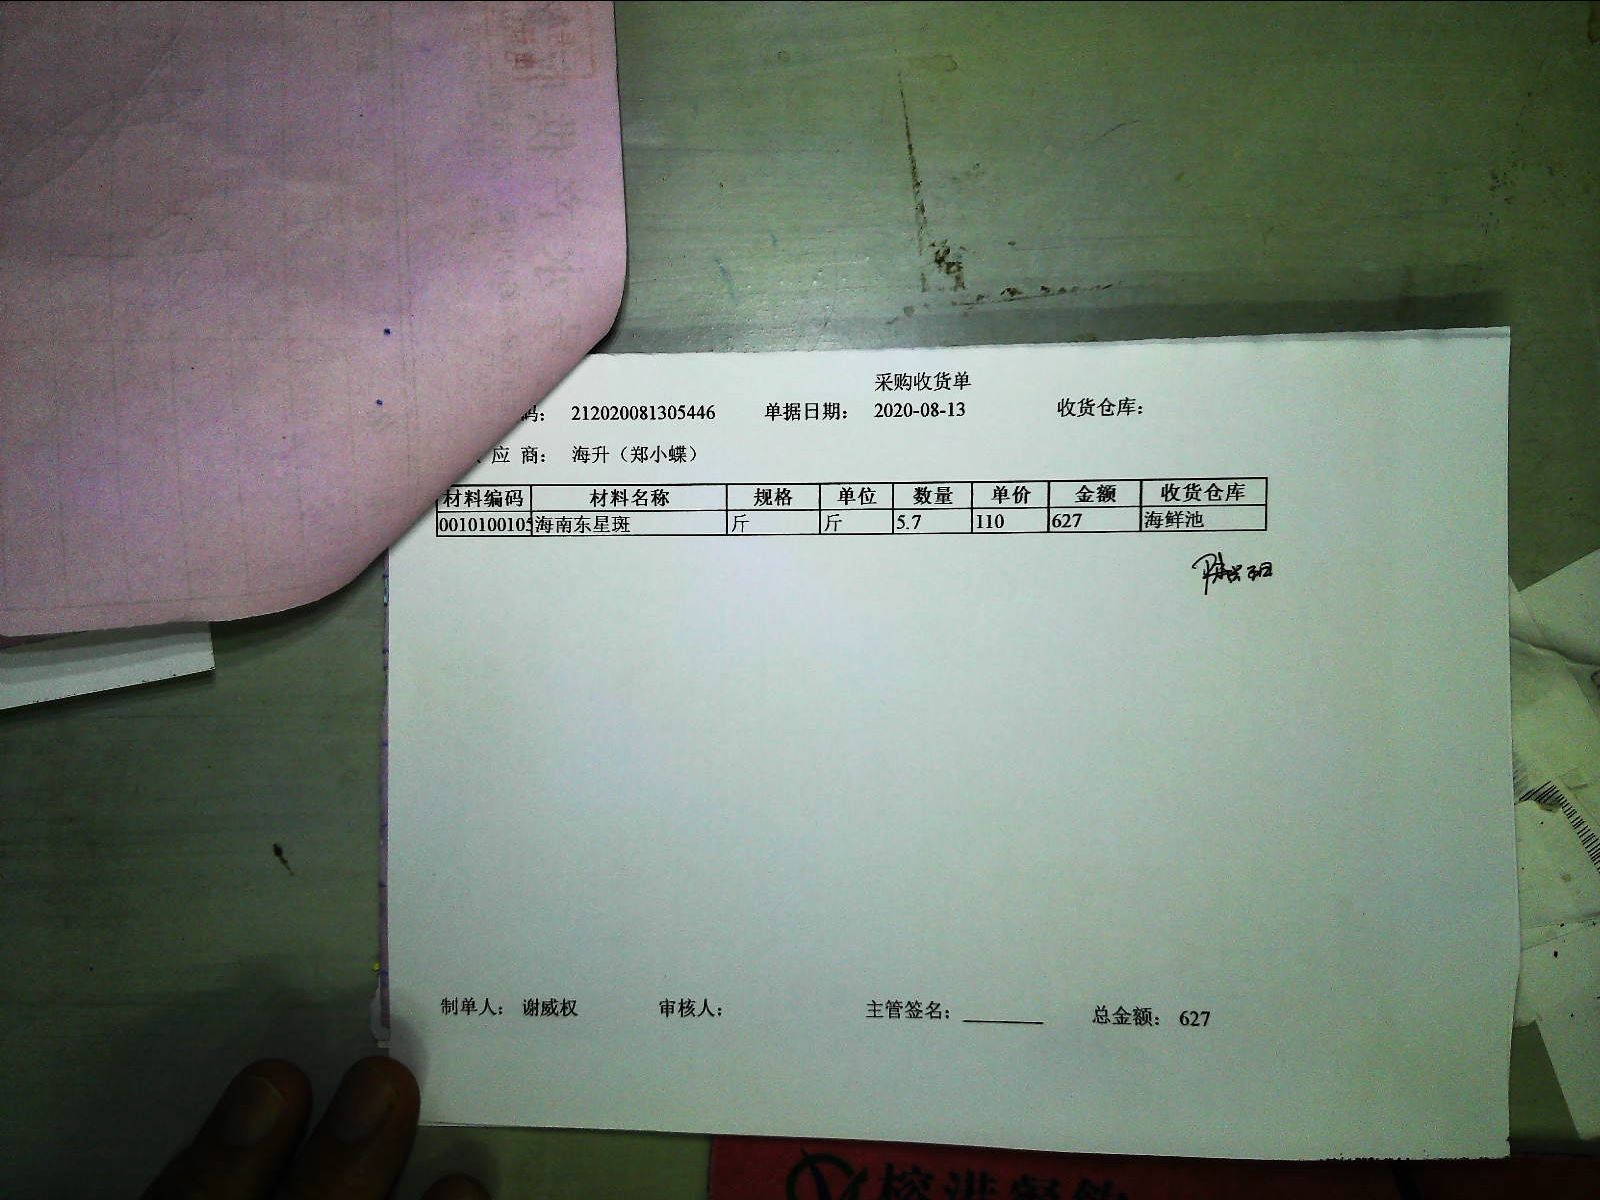 采购收货单
码： 212020081305446 单据日期： 2020-08-13 收货仓库：
应 商： 海升（郑小蝶）
材料编码 材料名称 规格 单位 数量 单价 金额 收货仓库
0010100105 海南东星斑 斤 斤 5.7 110 627 海鲜池
制单人： 谢威权 审核人： 主管签名： ________ 总金额： 627